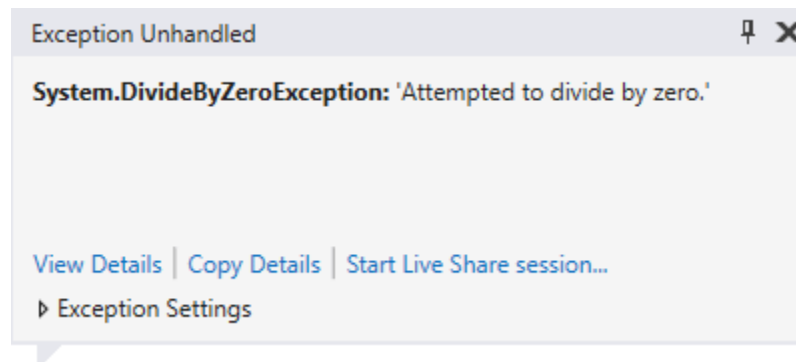 Exception Unhandled
System.DivideByZeroException: 'Attempted to divide by zero.'
View Details | Copy Details | Start Live Share session...
Exception Settings